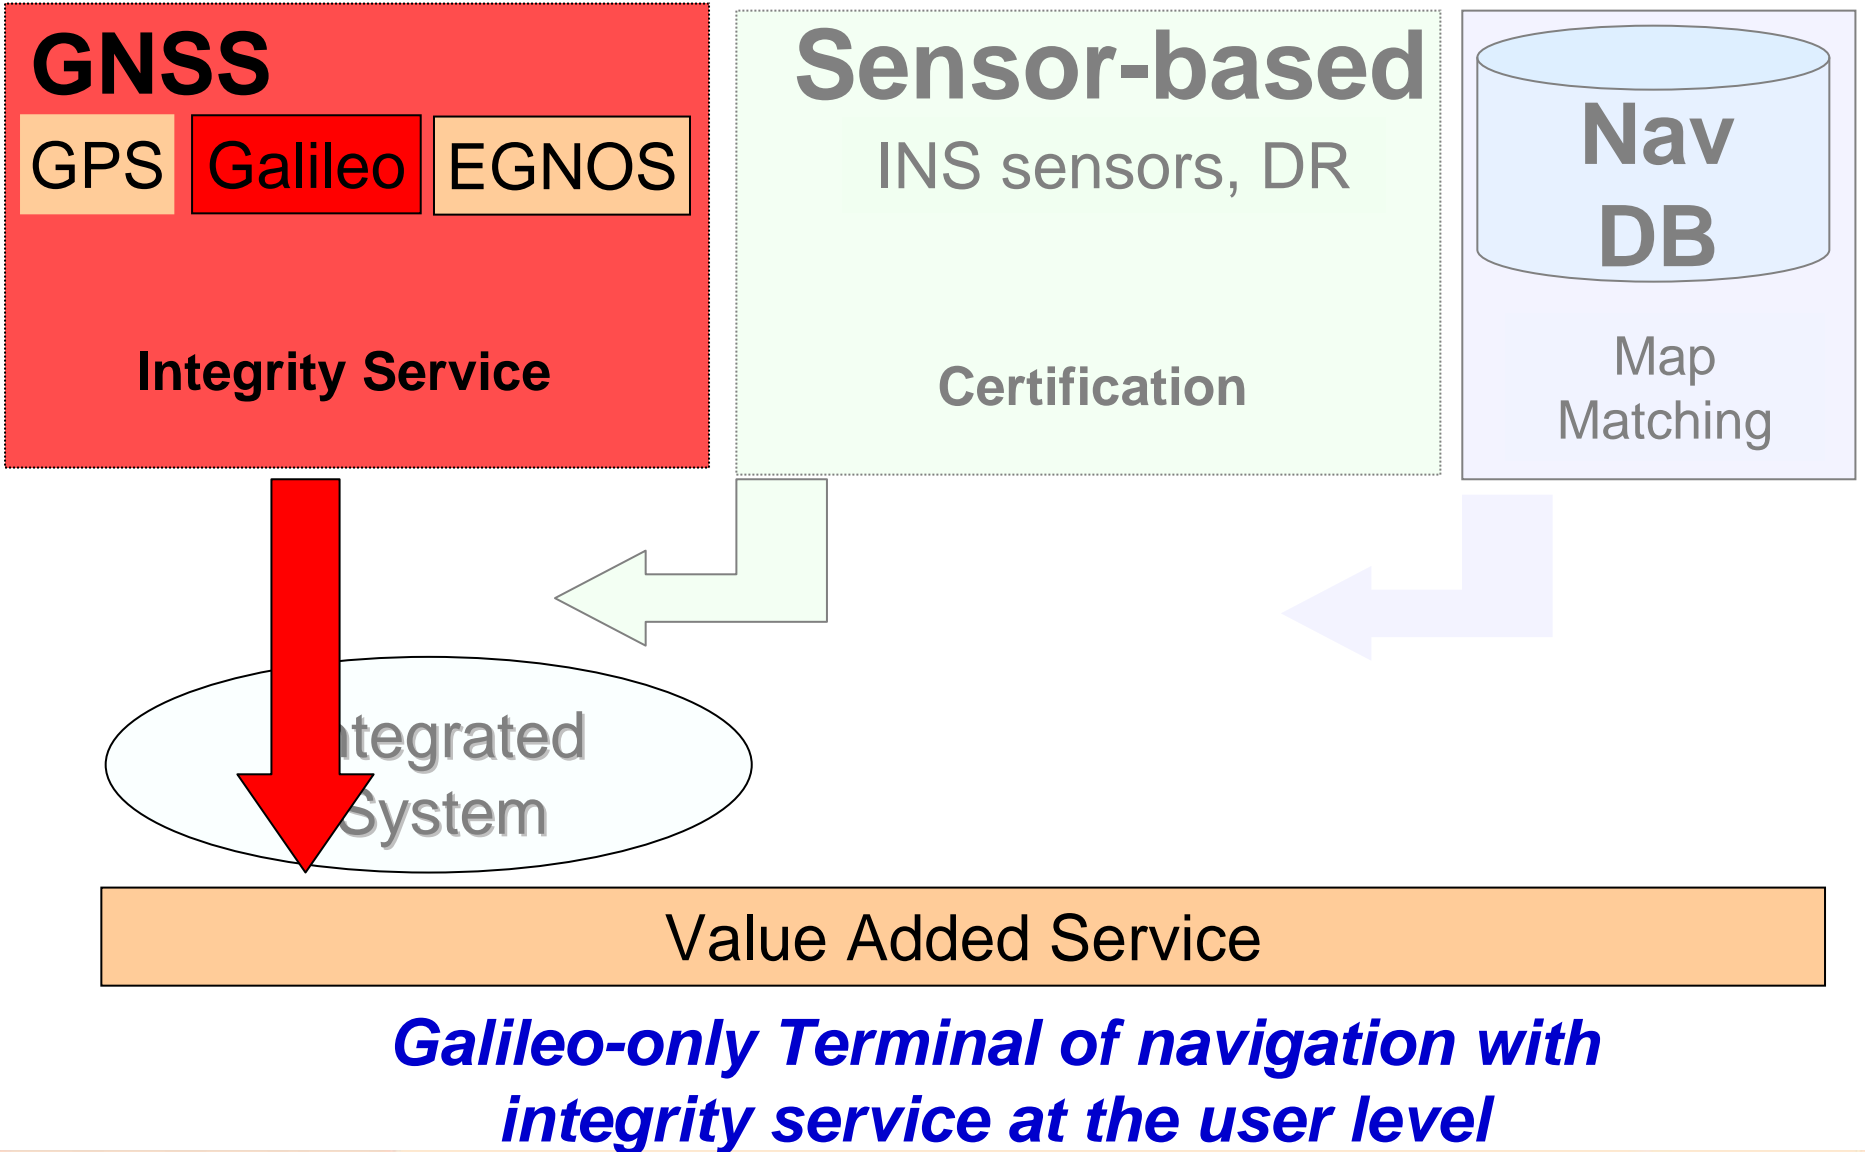 GNSS
GPS Galileo EGNOS
Integrity Service
Sensor-based
INS sensors, DR
Certification
Nav
DB
Map
Matching
ntegrated
System
Value Added Service
Galileo-only Terminal of navigation with
integrity service at the user level